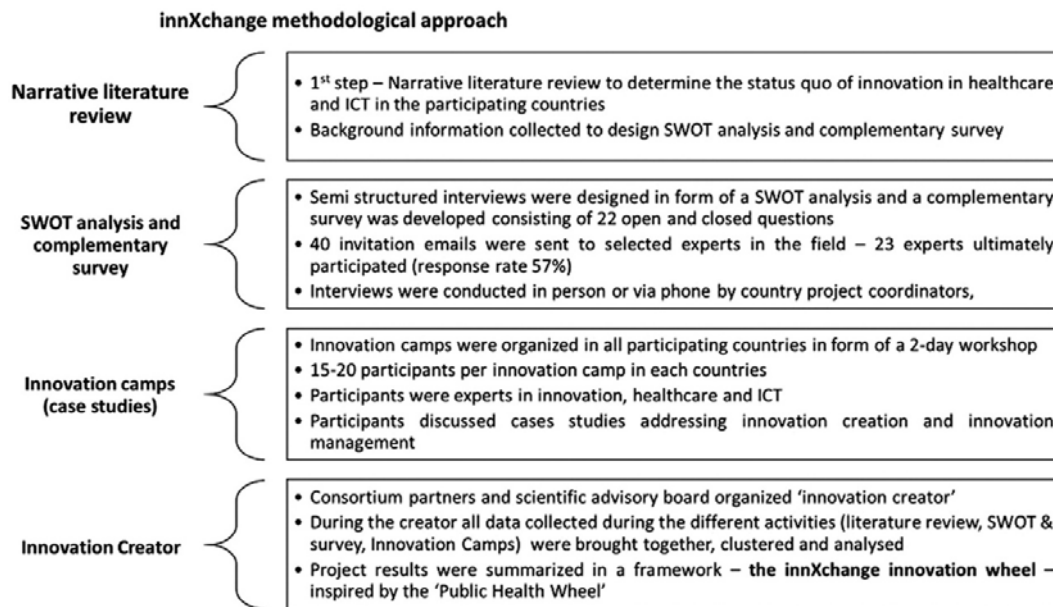 innXchange methodological approach
Narrative literature
review
• 1st step – Narrative literature review to determine the status quo of innovation in healthcare
and ICT in the participating countries
• Background information collected to design SWOT analysis and complementary survey
SWOT analysis and
complementary
survey
• Semi structured interviews were designed in form of a SWOT analysis and a complementary
survey was developed consisting of 22 open and closed questions
• 40 invitation emails were sent to selected experts in the field – 23 experts ultimately
participated (response rate 57%)
• Interviews were conducted in person or via phone by country project coordinators,
Innovation camps
(case studies)
• Innovation camps were organized in all participating countries in form of a 2-day workshop
• 15-20 participants per innovation camp in each countries
• Participants were experts in innovation, healthcare and ICT
• Participants discussed cases studies addressing innovation creation and innovation
management
Innovation Creator
• Consortium partners and scientific advisory board organized ‘innovation creator’
• During the creator all data collected during the different activities (literature review, SWOT &
survey, Innovation Camps) were brought together, clustered and analysed
• Project results were summarized in a framework – the innXchange innovation wheel –
inspired by the ‘Public Health Wheel’